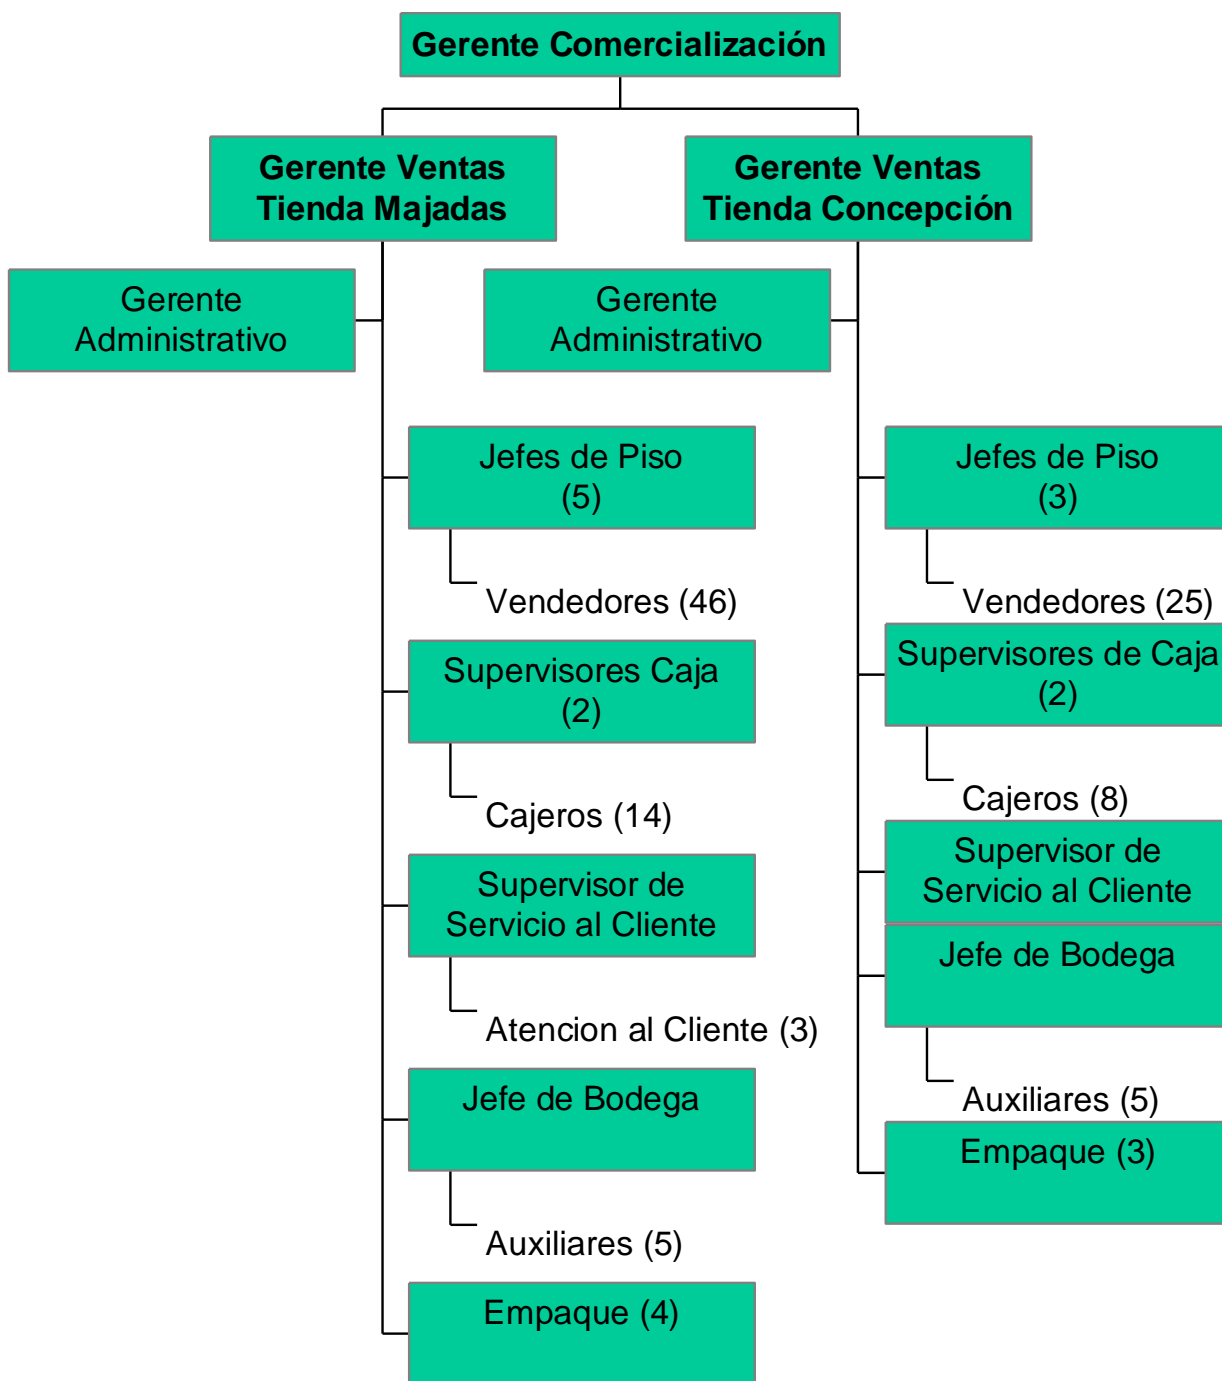 Gerente Comercialización
Gerente Ventas
Tienda Majadas
Gerente Ventas
Tienda Concepción
Gerente
Administrativo
Gerente
Administrativo
Jefes de Piso
(5)
Vendedores (46)
Supervisores Caja
(2)
Cajeros (14)
Supervisor de
Servicio al Cliente
Atencion al Cliente (3)
Jefe de Bodega
Auxiliares (5)
Empaque (4)
Jefes de Piso
(3)
Vendedores (25)
Supervisores de Caja
(2)
Cajeros (8)
Supervisor de
Servicio al Cliente
Jefe de Bodega
Auxiliares (5)
Empaque (3)